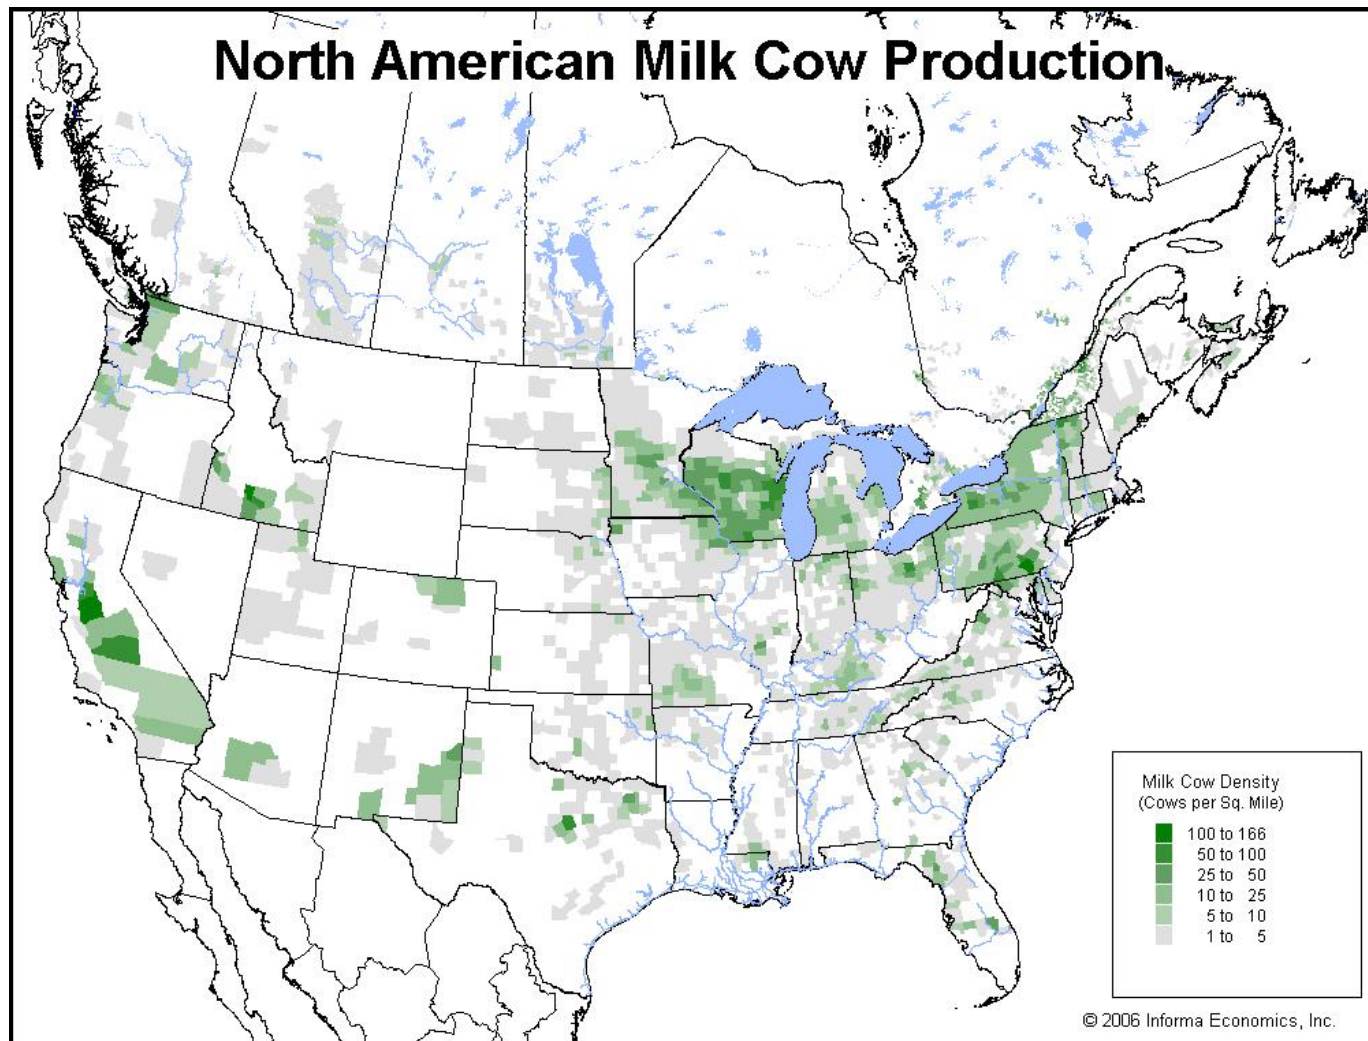 North American Milk Cow Production
Milk Cow Density
(Cows per Sq. Mile)
100 to 166
50 to 100
25 to 50
10 to 25
5 to 10
1 to 5
© 2006 Informa Economics, Inc.